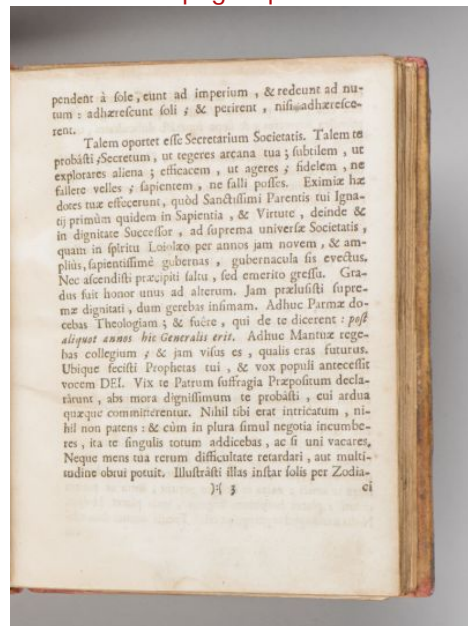 pendent à sole, eunt ad imperium, & redeunt ad nu-
tum : adhærescunt soli ; & perirent, nisi adhæresce-
rent.
Talem oportet esse Secretarium Societatis. Talem te
probâsti ; Secretum, ut tegeres arcana tua ; subtilem, ut
explorares aliena ; efficacem, ut ageres ; fidelem, ne
fallere velles ; sapientem, ne falli posses. Eximiæ hæ
dotes tuæ effecerunt, quòd Sanctissimi Parentis tui Igna-
tij primùm quidem in Sapientia, & Virtute, deinde &
in dignitate Successor, ad suprema universæ Societatis,
quam in spiritu Loiolæo per annos jam novem, & am-
plius, sapientissimè gubernas, gubernacula sis evectus.
Nec ascendisti præcipiti saltu, sed emerito gressu. Gra-
dus fuit honor unus ad alterum. Jam prælusisti supre-
mæ dignitati, dum gerebas infimam. Adhuc Parmæ do-
cebas Theologiam ; & fuêre, qui de te dicerent : post
aliquot annos hic Generalis erit. Adhuc Mantuæ rege-
bas collegium ; & jam visus es, qualis eras futurus.
Ubique fecisti Prophetas tui, & vox populi antecessit
vocem DEI. Vix te Patrum suffragia Præpositum decla-
rârunt, abs mora dignissimum te probâsti, cui ardua
quæque committerentur. Nihil tibi erat intricatum, ni-
hil non patens : & cùm in plura simul negotia incumbe-
res, ita te singulis totum addicebas, ac si uni vacares.
Neque mens tua rerum difficultate retardari, aut multi-
tudine obrui potuit. Illustrâsti illas instar solis per Zodia-
):( 3 ci